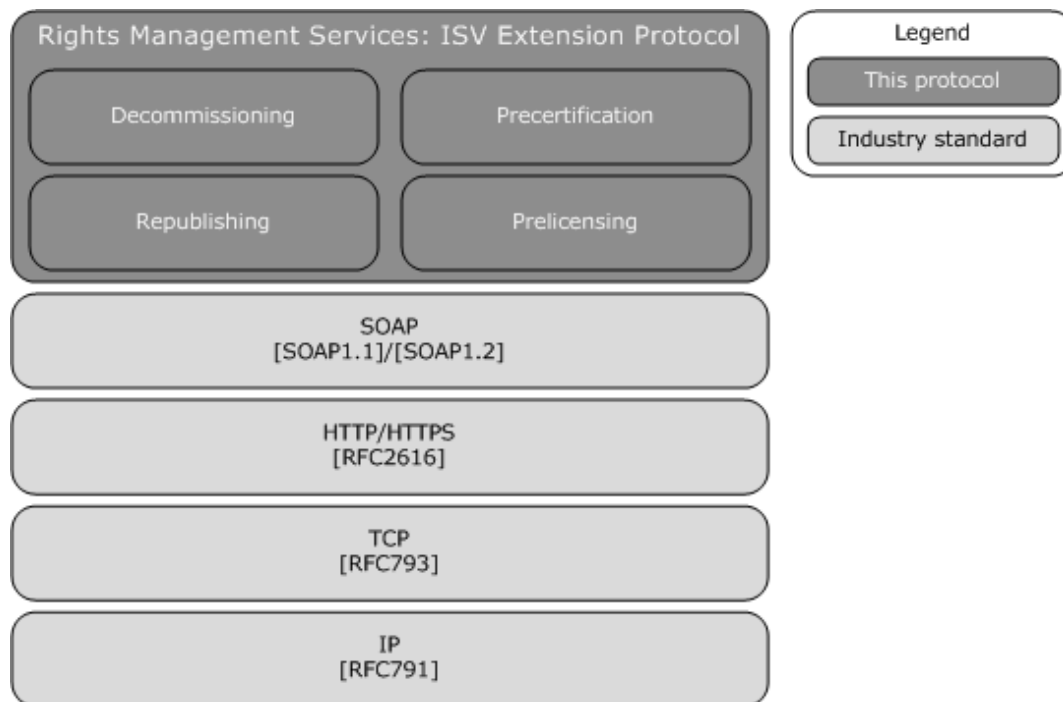 Rights Management Services: ISV Extension Protocol
Decommissioning
Precertification
Republishing
Prelicensing
SOAP
[SOAP1.1]/[SOAP1.2]
HTTP/HTTPS
[RFC2616]
TCP
[RFC793]
IP
[RFC791]
Legend
This protocol
Industry standard